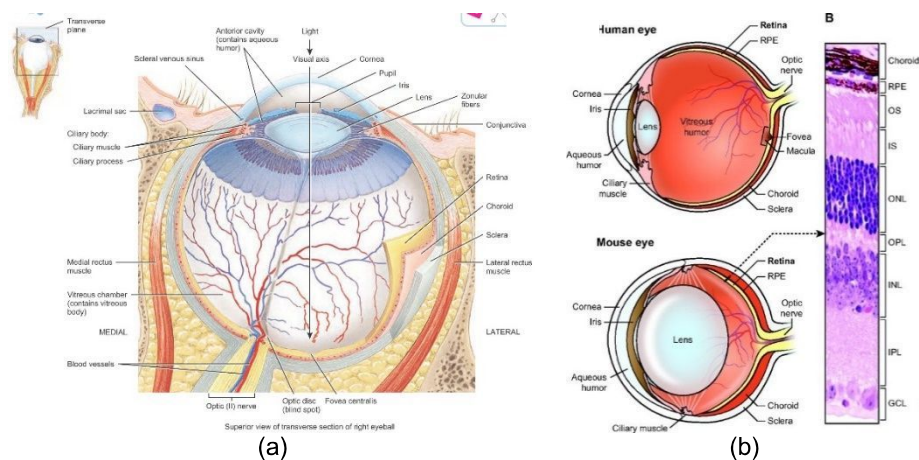 Transverse
plane
Anterior cavity
(contains aqueous
humor)
Light
Scleral venous sinus
Visual axis
Cornea
Pupil
Iris
Lens
Zonular
fibers
Lacrimal sac
Conjunctiva
Ciliary body:
Ciliary muscle
Ciliary process
Retina
Choroid
Sclera
Medial rectus
muscle
Lateral rectus
muscle
Vitreous chamber
(contains vitreous
body)
MEDIAL
LATERAL
Blood vessels
Optic (II) nerve
Optic disc
(blind spot)
Fovea centralis
Superior view of transverse section of right eyeball
(a)
Human eye
Retina
RPE
Optic
nerve
Cornea
Iris
Lens
Vitreous
humor
Fovea
Macula
Aqueous
humor
Ciliary
muscle
Choroid
Sclera
Mouse eye
Retina
RPE
Cornea
Iris
Optic
nerve
Lens
Aqueous
humor
Choroid
Ciliary muscle
Sclera
B
Choroid
RPE
OS
IS
ONL
OPL
INL
IPL
GCL
(b)